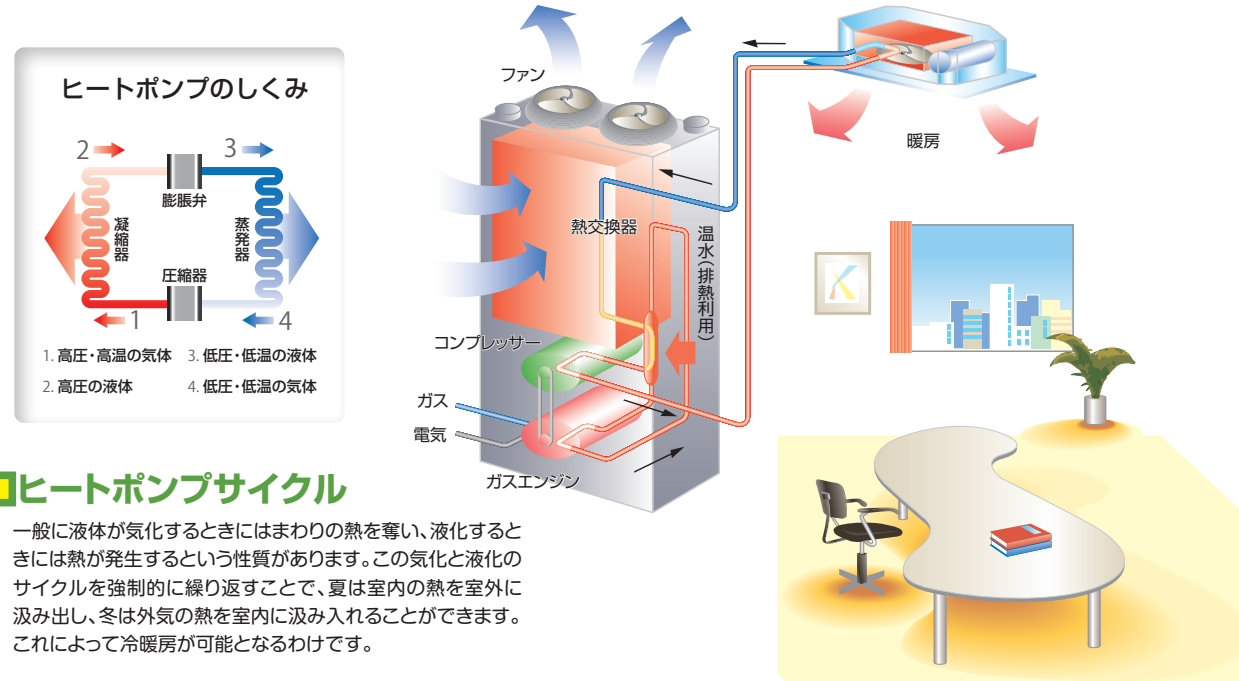 ヒートポンプのしくみ
2
3
膨脹弁
凝縮器
蒸発器
圧縮器
1
4
1. 高圧・高温の気体
2. 高圧の液体
3. 低圧・低温の液体
4. 低圧・低温の気体
ファン
熱交換器
温水(排熱利用)
コンプレッサー
ガス
電気
ガスエンジン
暖房
ヒートポンプサイクル
一般に液体が気化するときにはまわりの熱を奪い、液化すると
きには熱が発生するという性質があります。この気化と液化の
サイクルを強制的に繰り返すことで、夏は室内の熱を室外に
汲み出し、冬は外気の熱を室内に汲み入れることができます。
これによって冷暖房が可能となるわけです。